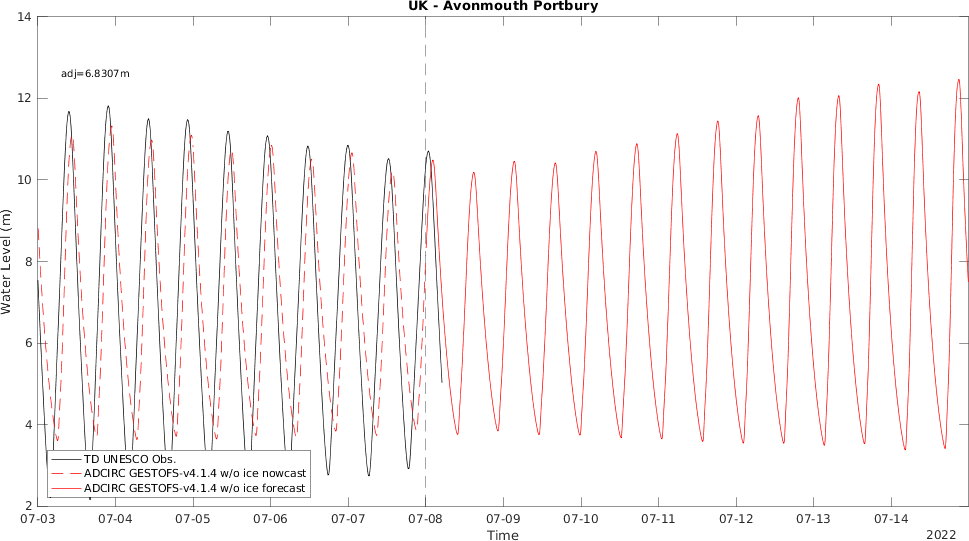 UK - Avonmouth Portbury
14
12
10
8
6
4
2
Water Level (m)
adj=6.8307m
TD UNESCO Obs.
ADCIRC GESTOFS-v4.1.4 w/o ice nowcast
ADCIRC GESTOFS-v4.1.4 w/o ice forecast
07-03 07-04 07-05 07-06 07-07 07-08 07-09 07-10 07-11 07-12 07-13 07-14
Time
2022